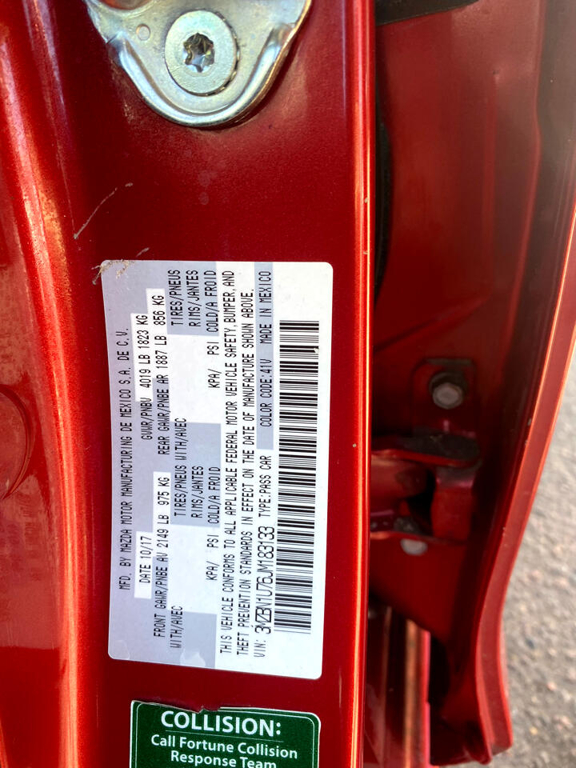 MFD. BY MAZDA MOTOR MANUFACTURING DE MEXICO S.A. DE C.V.
DATE 10/17 GVWR/PNBV 4019 LB 1823 KG
FRONT GAWR/PNBE AV 2149 LB 975 KG REAR GAWR/PNBE AR 1887 LB 856 KG
WITH/AVEC TIRES/PNEUS WITH/AVEC TIRES/PNEUS
RIMS/JANTES RIMS/JANTES
KPA/ PSI COLD/A FROID KPA/ PSI COLD/A FROID
THIS VEHICLE CONFORMS TO ALL APPLICABLE FEDERAL MOTOR VEHICLE SAFETY, BUMPER, AND
THEFT PREVENTION STANDARDS IN EFFECT ON THE DATE OF MANUFACTURE SHOWN ABOVE.
VIN: 3MZBN1U76JM183133 TYPE:PASS CAR COLOR CODE:41V MADE IN MEXICO
COLLISION:
Call Fortune Collision
Response Team